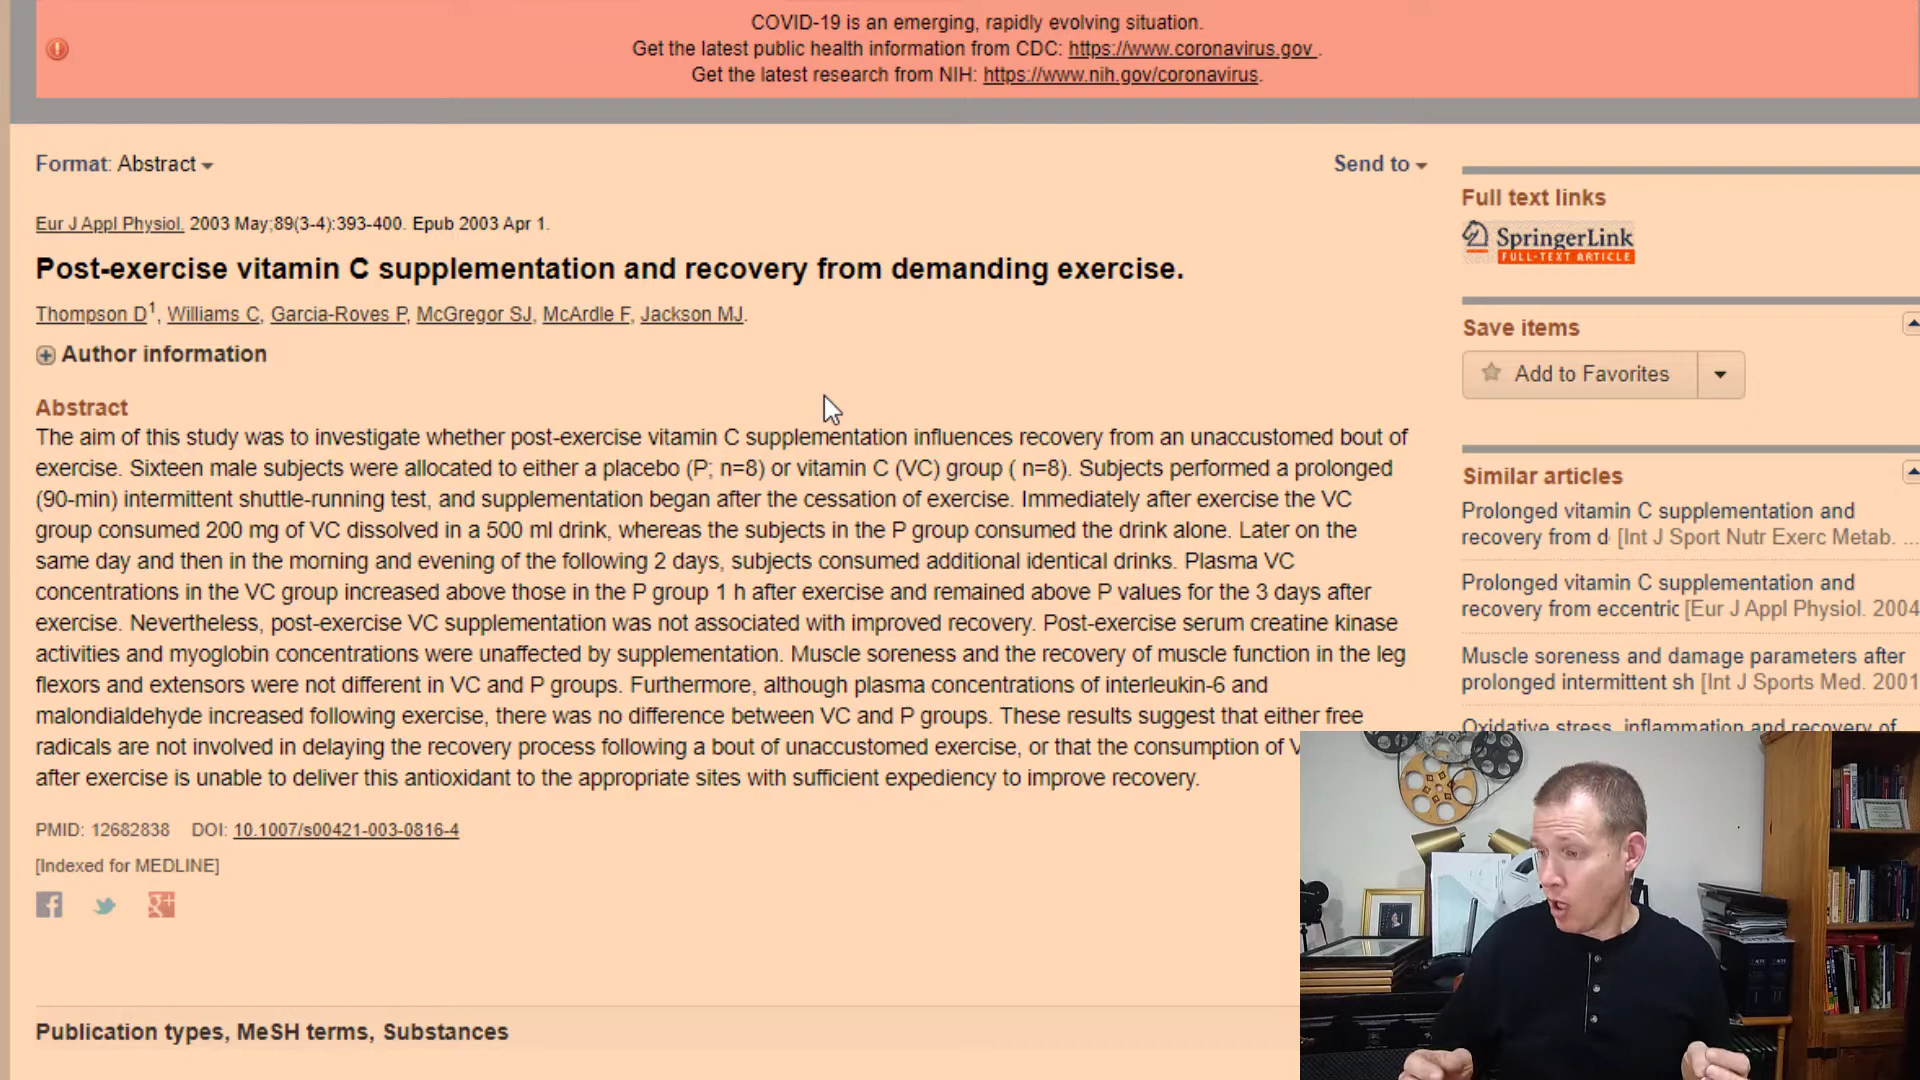 COVID-19 is an emerging, rapidly evolving situation.
Get the latest public health information from CDC: https://www.coronavirus.gov .
Get the latest research from NIH: https://www.nih.gov/coronavirus.
Format: Abstract
Send to
Eur J Appl Physiol. 2003 May;89(3-4):393-400. Epub 2003 Apr 1.
Post-exercise vitamin C supplementation and recovery from demanding exercise.
Thompson D1, Williams C, Garcia-Roves P, McGregor SJ, McArdle F, Jackson MJ.
Author information
Abstract
The aim of this study was to investigate whether post-exercise vitamin C supplementation influences recovery from an unaccustomed bout of
exercise. Sixteen male subjects were allocated to either a placebo (P; n=8) or vitamin C (VC) group ( n=8). Subjects performed a prolonged
(90-min) intermittent shuttle-running test, and supplementation began after the cessation of exercise. Immediately after exercise the VC
group consumed 200 mg of VC dissolved in a 500 ml drink, whereas the subjects in the P group consumed the drink alone. Later on the
same day and then in the morning and evening of the following 2 days, subjects consumed additional identical drinks. Plasma VC
concentrations in the VC group increased above those in the P group 1 h after exercise and remained above P values for the 3 days after
exercise. Nevertheless, post-exercise VC supplementation was not associated with improved recovery. Post-exercise serum creatine kinase
activities and myoglobin concentrations were unaffected by supplementation. Muscle soreness and the recovery of muscle function in the leg
flexors and extensors were not different in VC and P groups. Furthermore, although plasma concentrations of interleukin-6 and
malondialdehyde increased following exercise, there was no difference between VC and P groups. These results suggest that either free
radicals are not involved in delaying the recovery process following a bout of unaccustomed exercise, or that the consumption of V
after exercise is unable to deliver this antioxidant to the appropriate sites with sufficient expediency to improve recovery.
PMID: 12682838 DOI: 10.1007/s00421-003-0816-4
[Indexed for MEDLINE]
Publication types, MeSH terms, Substances
Full text links
SpringerLink
FULL-TEXT ARTICLE
Save items
Add to Favorites
Similar articles
Prolonged vitamin C supplementation and
recovery from d [Int J Sport Nutr Exerc Metab. ...
Prolonged vitamin C supplementation and
recovery from eccentric [Eur J Appl Physiol. 2004
Muscle soreness and damage parameters after
prolonged intermittent sh [Int J Sports Med. 2001
Oxidative stress, inflammation and recovery of